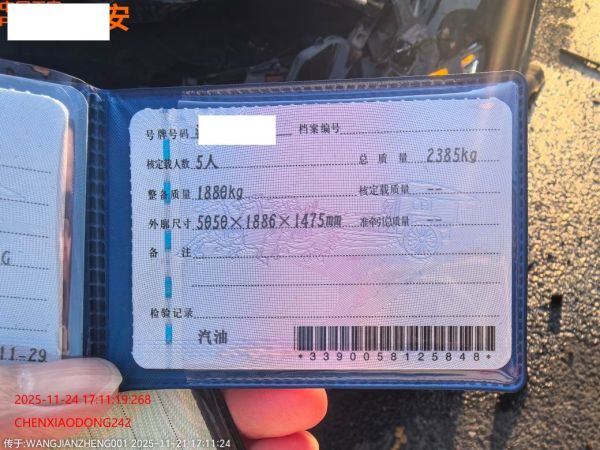 安
号牌号码
档案编号
核定载人数 5人
总质量 2385kg
整备质量 1880kg
核定载质量 --
外廓尺寸 5050×1886×1475mm
准牵引总质量 --
备注
检验记录
汽油
*3390058125848*
G
11-29
2025-11-24 17:11:19:268
CHENXIAODONG242
传于:WANGJIANZHENG001 2025-11-21 17:11:24